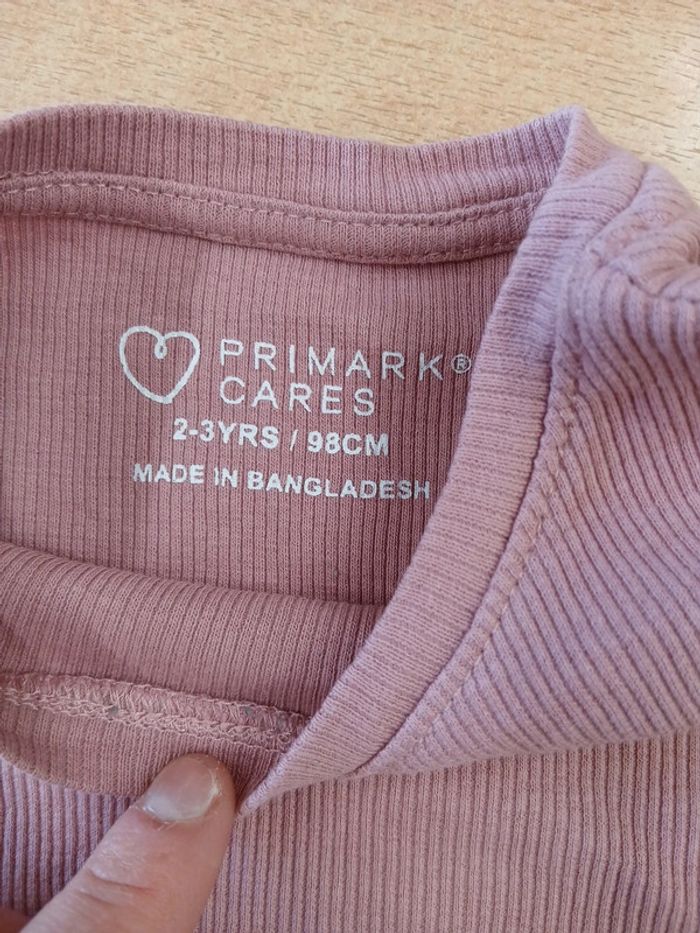 PRIMARK®
CARES
2-3YRS / 98CM
MADE IN BANGLADESH